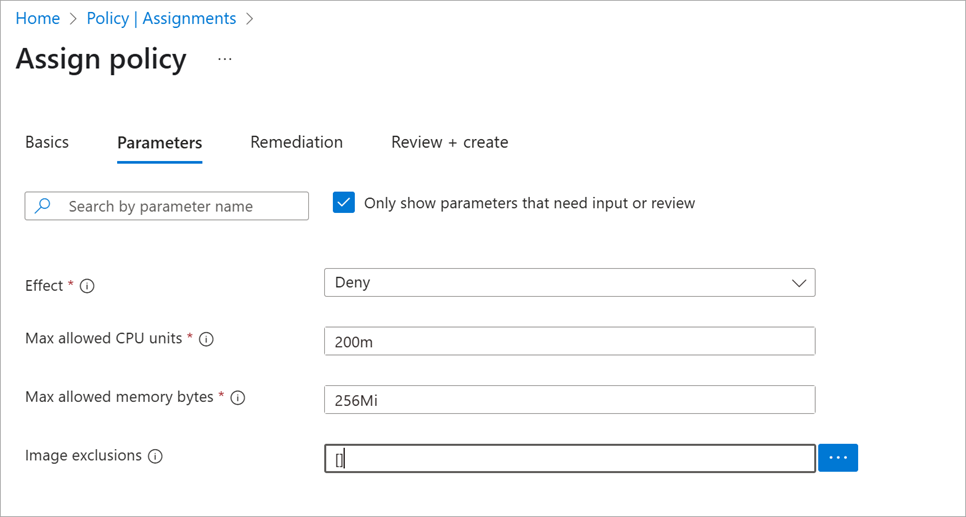 Home > Policy | Assignments >
Assign policy ...
Basics Parameters Remediation Review + create
Search by parameter name Only show parameters that need input or review
Effect * Deny
Max allowed CPU units * 200m
Max allowed memory bytes * 256Mi
Image exclusions [] ...